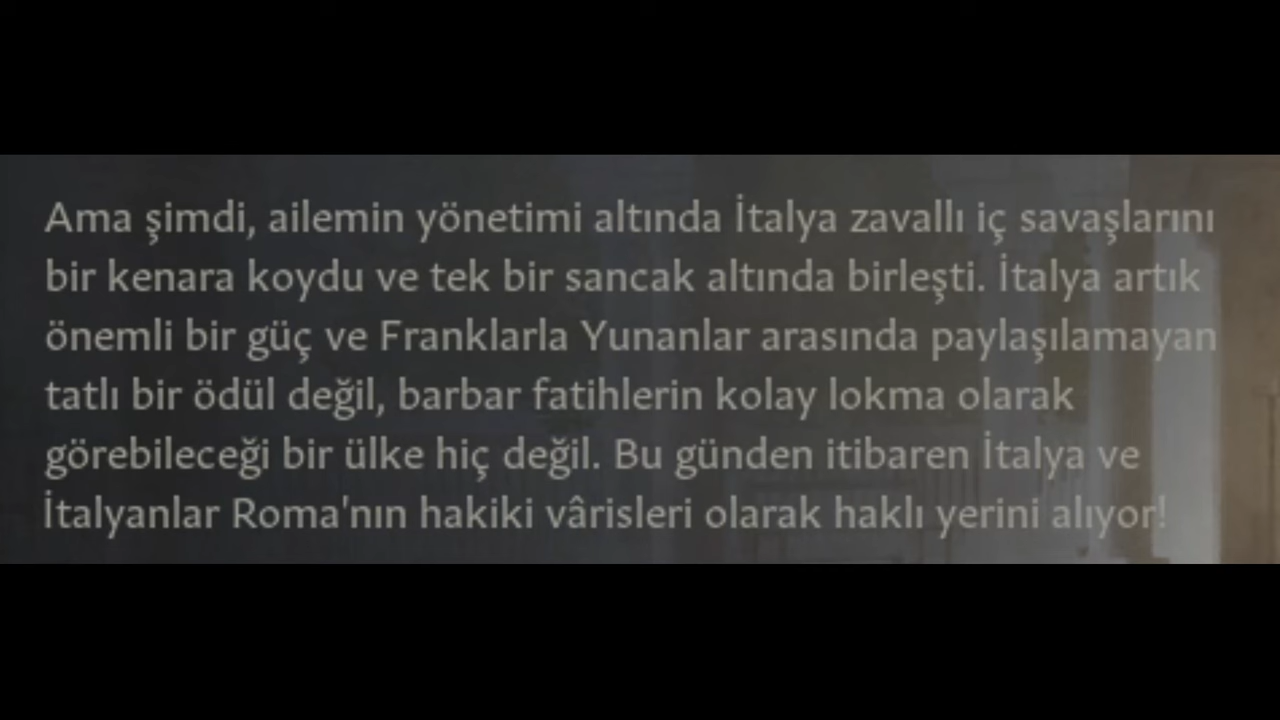 Ama şimdi, ailemin yönetimi altında İtalya zavallı iç savaşlarını
bir kenara koydu ve tek bir sancak altında birleşti. İtalya artık
önemli bir güç ve Franklarla Yunanlar arasında paylaşılamayan
tatlı bir ödül değil, barbar fatihlerin kolay lokma olarak
görebileceği bir ülke hiç değil. Bu günden itibaren İtalya ve
İtalyanlar Roma'nın hakiki vârisleri olarak haklı yerini alıyor!